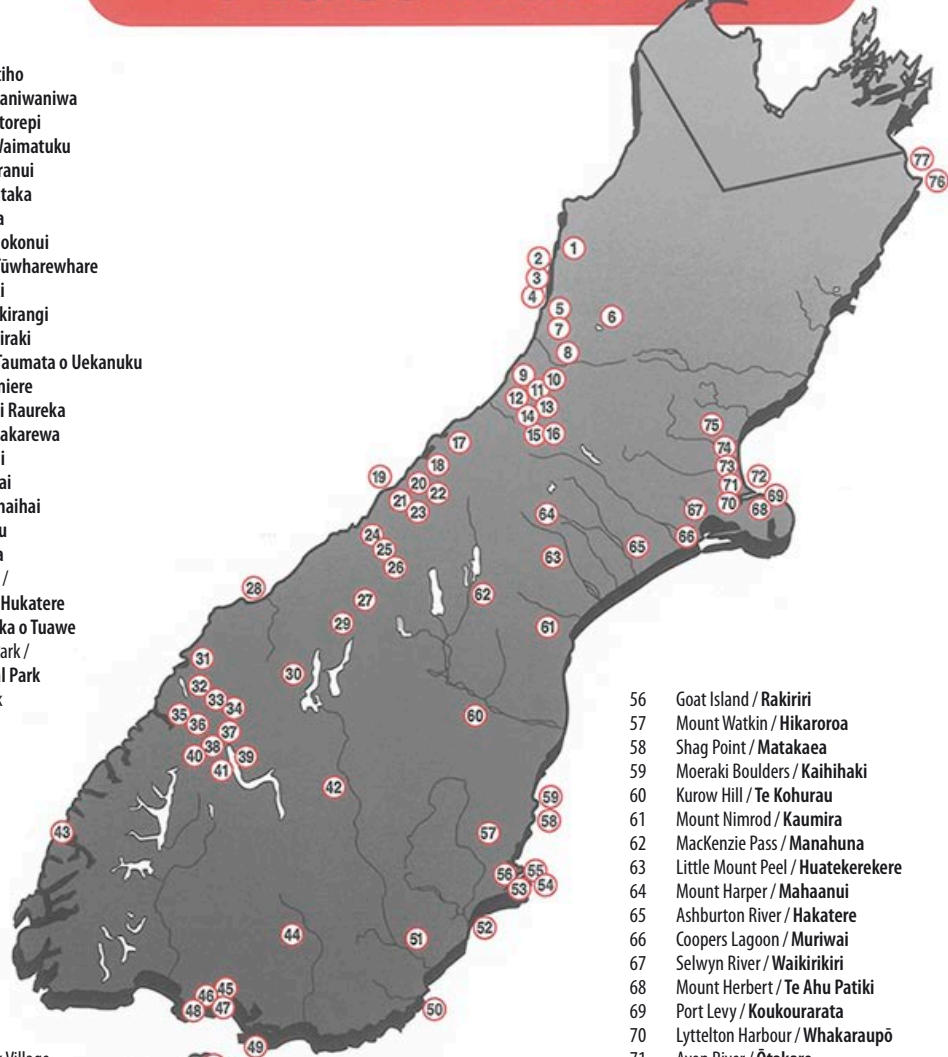 tiho
aniwaniwa
torepi
aimatuku
ranui
taka
a
okonui
ūwharewhare
i
kirangi
iraki
Taumata o Uekanuku
niere
i Raureka
akarewa
i
ai
naihai
u
a
/
Hukatere
ka o Tuawe
ark /
l Park
k
Village
77
76
1
2
3
4
5
6
7
8
9
10
11
12
13
14
15
16
17
18
19
20
21
22
23
24
25
26
27
28
29
30
31
32
33
34
35
36
37
38
39
40
41
42
43
44
45
46
47
48
49
50
51
52
53
54
55
56
57
58
59
60
61
62
63
64
65
66
67
68
69
70
71
72
73
74
75
56 Goat Island / Rakiriri
57 Mount Watkin / Hikaroroa
58 Shag Point / Matakaea
59 Moeraki Boulders / Kaihihaki
60 Kurow Hill / Te Kohurau
61 Mount Nimrod / Kaumira
62 MacKenzie Pass / Manahuna
63 Little Mount Peel / Huatekerekere
64 Mount Harper / Mahaanui
65 Ashburton River / Hakatere
66 Coopers Lagoon / Muriwai
67 Selwyn River / Waikirikiri
68 Mount Herbert / Te Ahu Patiki
69 Port Levy / Koukourarata
70 Lyttelton Harbour / Whakaraupō
71 Avon River / Ōtakaro